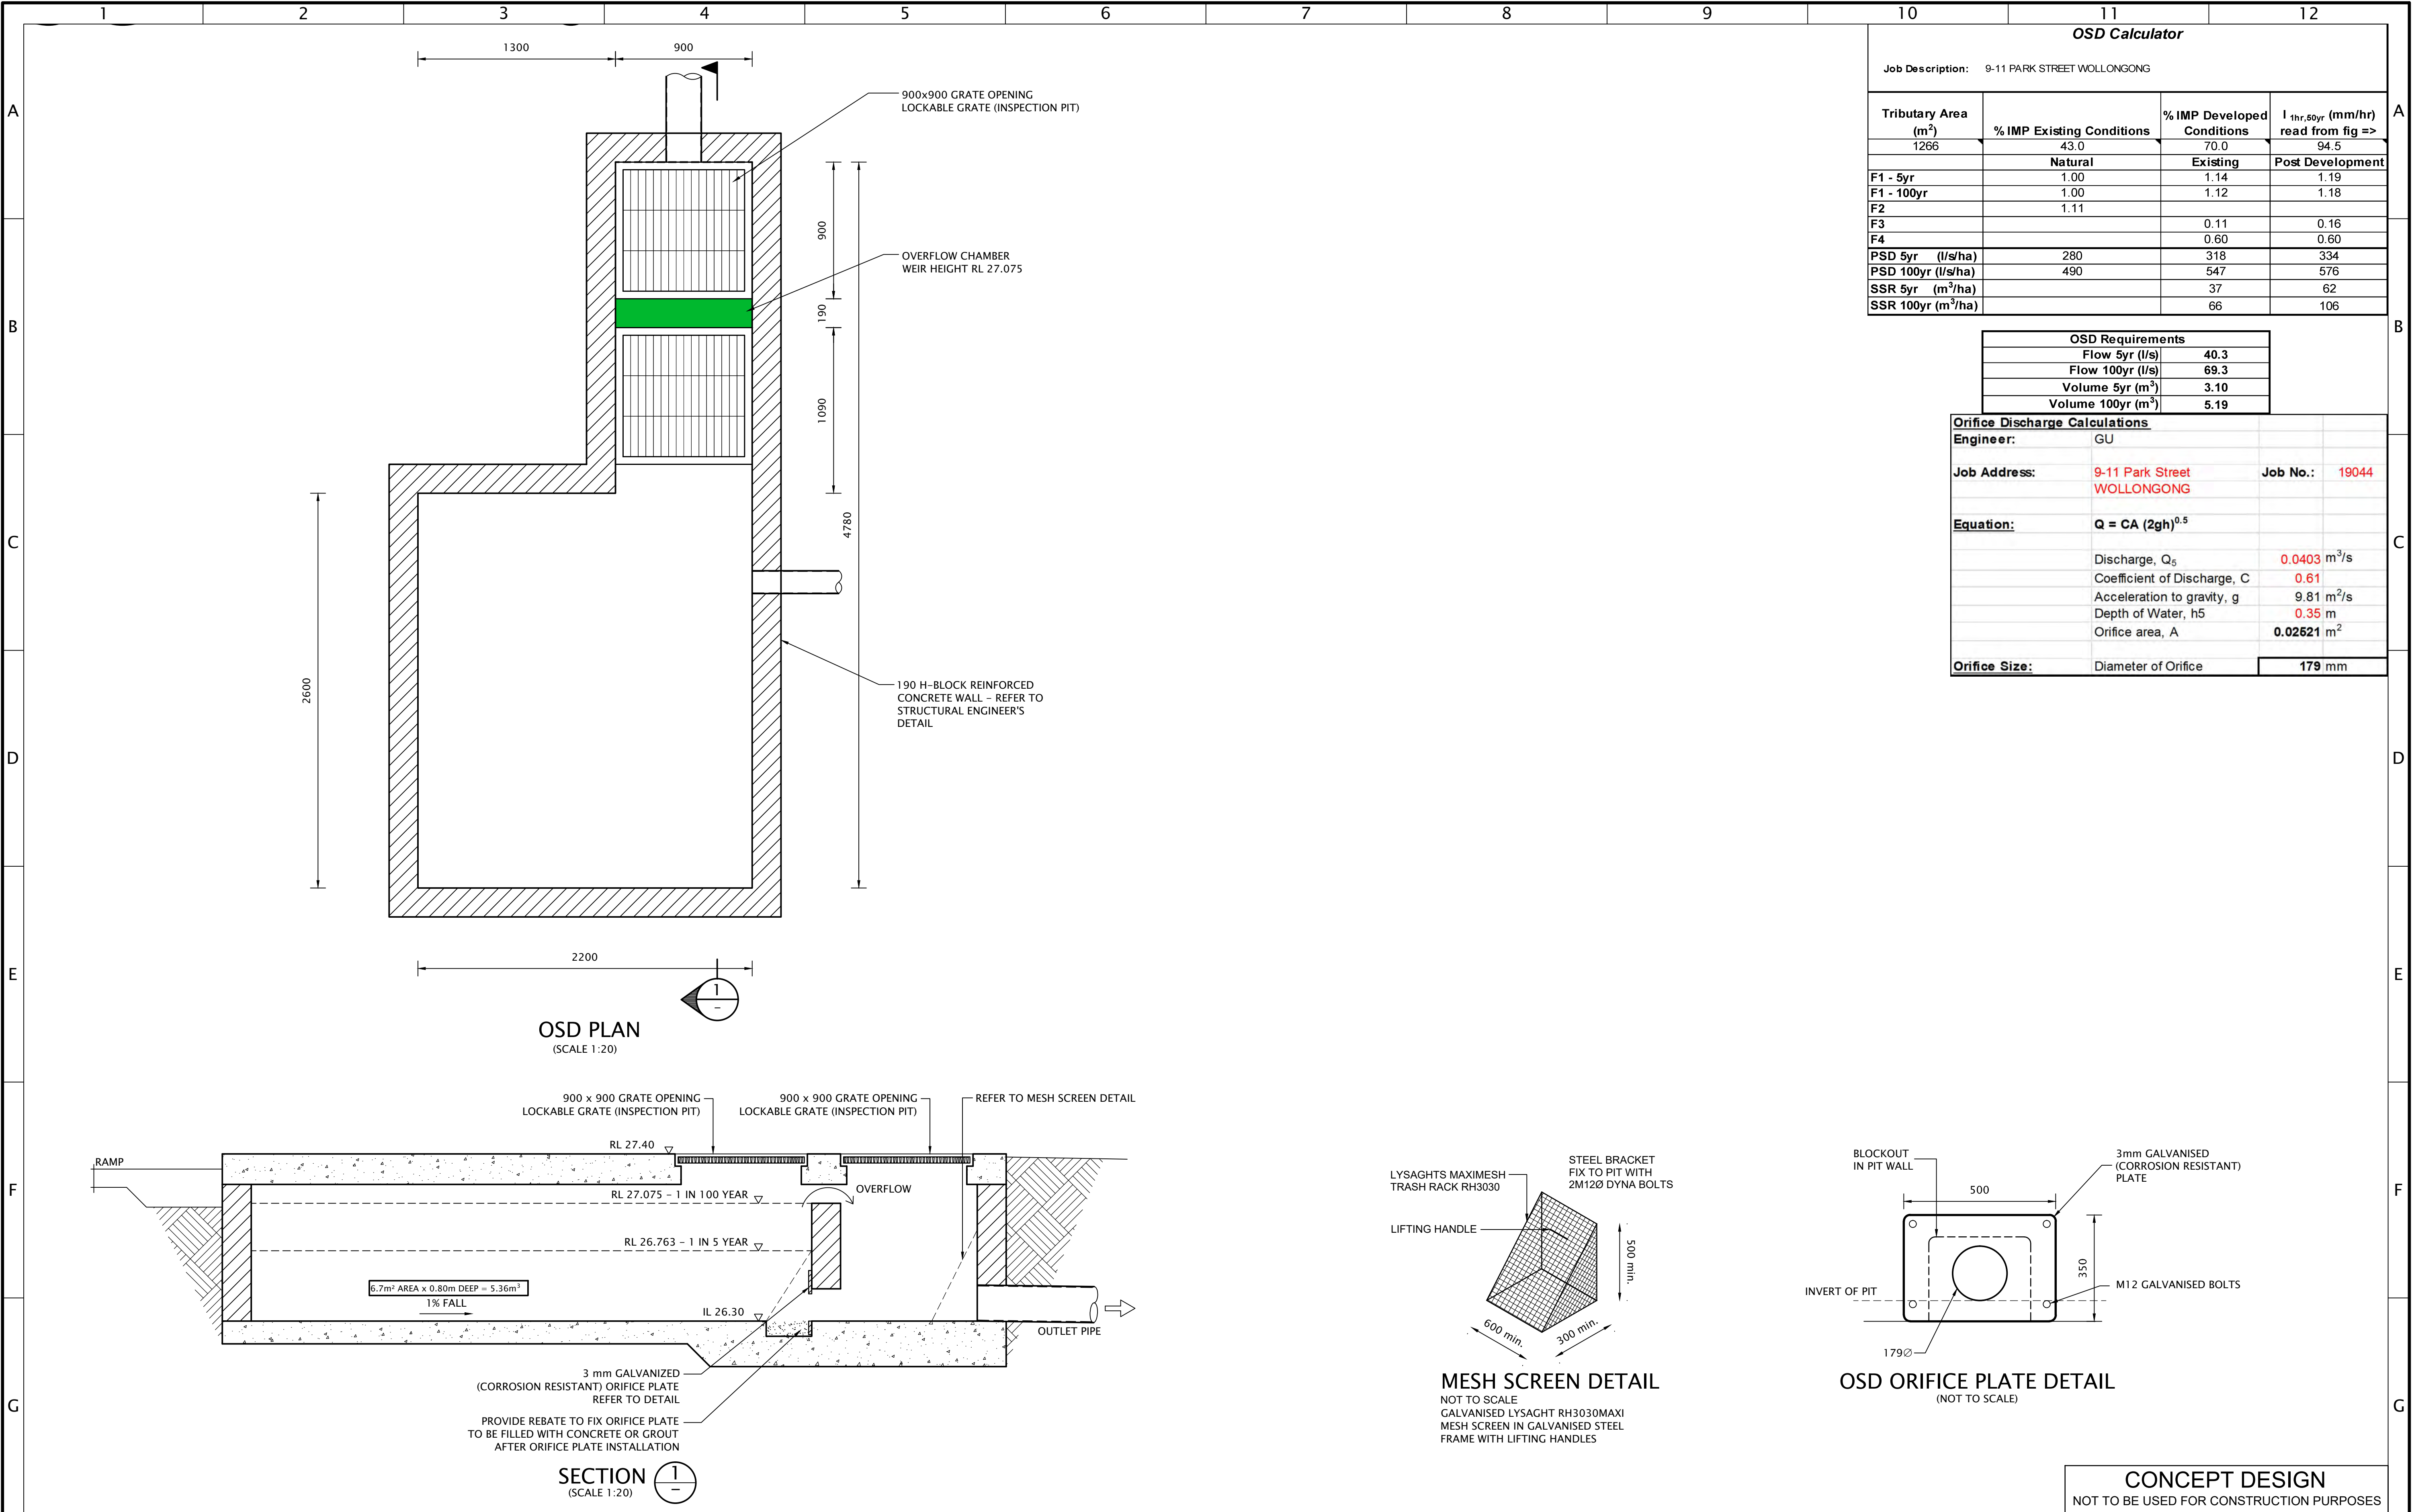 1 2 3 4 5 6 7 8 9 10 11 12
A
B
C
D
E
F
G
A
B
C
D
E
F
G
1300
900
900x900 GRATE OPENING
LOCKABLE GRATE (INSPECTION PIT)
900
OVERFLOW CHAMBER
WEIR HEIGHT RL 27.075
190
1090
4780
2600
190 H-BLOCK REINFORCED
CONCRETE WALL - REFER TO
STRUCTURAL ENGINEER'S
DETAIL
2200
1
-
OSD PLAN
(SCALE 1:20)
OSD Calculator
Job Description: 9-11 PARK STREET WOLLONGONG
Tributary Area (m²) % IMP Existing Conditions % IMP Developed Conditions I 1hr,50yr (mm/hr) read from fig =>
1266 43.0 70.0 94.5
Natural Existing Post Development
F1 - 5yr 1.00 1.14 1.19
F1 - 100yr 1.00 1.12 1.18
F2 1.11
F3 0.11 0.16
F4 0.60 0.60
PSD 5yr (l/s/ha) 280 318 334
PSD 100yr (l/s/ha) 490 547 576
SSR 5yr (m³/ha) 37 62
SSR 100yr (m³/ha) 66 106
OSD Requirements
Flow 5yr (l/s) 40.3
Flow 100yr (l/s) 69.3
Volume 5yr (m³) 3.10
Volume 100yr (m³) 5.19
Orifice Discharge Calculations
Engineer: GU
Job Address: 9-11 Park Street Job No.: 19044
WOLLONGONG
Equation: Q = CA (2gh)^0.5
Discharge, Q₅ 0.0403 m³/s
Coefficient of Discharge, C 0.61
Acceleration to gravity, g 9.81 m²/s
Depth of Water, h5 0.35 m
Orifice area, A 0.02521 m²
Orifice Size: Diameter of Orifice 179 mm
900 x 900 GRATE OPENING
LOCKABLE GRATE (INSPECTION PIT)
900 x 900 GRATE OPENING
LOCKABLE GRATE (INSPECTION PIT)
REFER TO MESH SCREEN DETAIL
RL 27.40
RAMP
RL 27.075 - 1 IN 100 YEAR
OVERFLOW
RL 26.763 - 1 IN 5 YEAR
6.7m² AREA x 0.80m DEEP = 5.36m³
1% FALL
IL 26.30
OUTLET PIPE
3 mm GALVANIZED
(CORROSION RESISTANT) ORIFICE PLATE
REFER TO DETAIL
PROVIDE REBATE TO FIX ORIFICE PLATE
TO BE FILLED WITH CONCRETE OR GROUT
AFTER ORIFICE PLATE INSTALLATION
SECTION
1
-
(SCALE 1:20)
LYSAGHTS MAXIMESH
TRASH RACK RH3030
STEEL BRACKET
FIX TO PIT WITH
2M12Ø DYNA BOLTS
LIFTING HANDLE
500 min.
600 min.
300 min.
MESH SCREEN DETAIL
NOT TO SCALE
GALVANISED LYSAGHT RH3030MAXI
MESH SCREEN IN GALVANISED STEEL
FRAME WITH LIFTING HANDLES
BLOCKOUT
IN PIT WALL
3mm GALVANISED
(CORROSION RESISTANT)
PLATE
500
350
M12 GALVANISED BOLTS
INVERT OF PIT
179Ø
OSD ORIFICE PLATE DETAIL
(NOT TO SCALE)
CONCEPT DESIGN
NOT TO BE USED FOR CONSTRUCTION PURPOSES